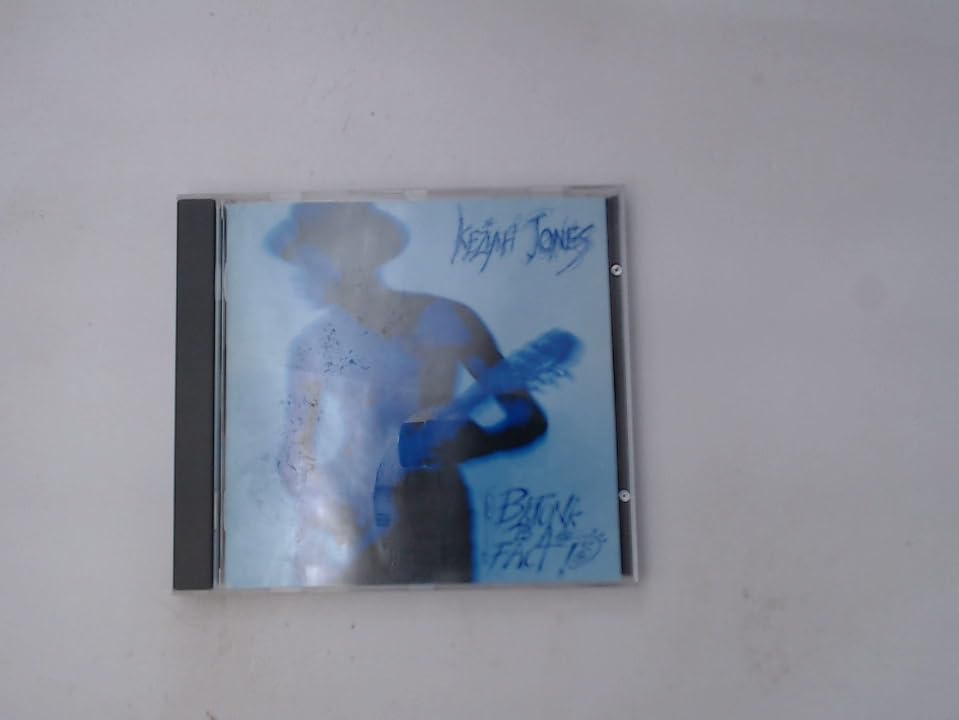 KEZIAH JONES
BLUFUNK
IS A
FACT!